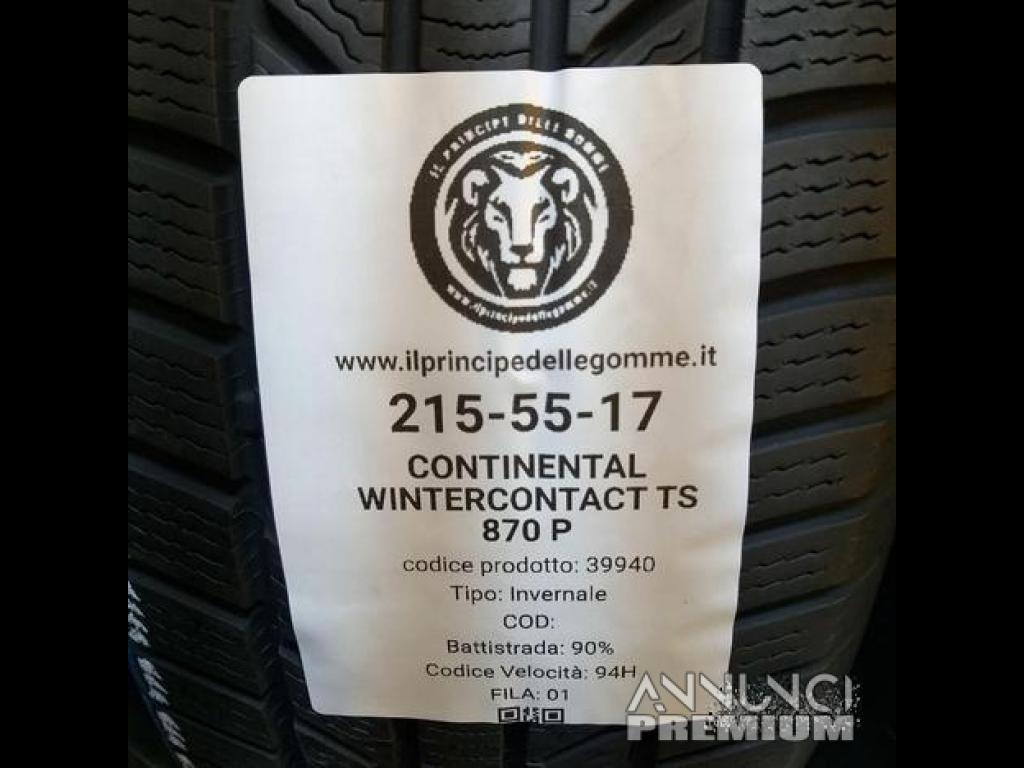 IL PRINCIPE DELLE GOMME
www.ilprincipedellegomme.it
www.ilprincipedellegomme.it
215-55-17
CONTINENTAL
WINTERCONTACT TS
870 P
codice prodotto: 39940
Tipo: Invernale
COD:
Battistrada: 90%
Codice Velocità: 94H
FILA: 01
ANNUNCI
PREMIUM